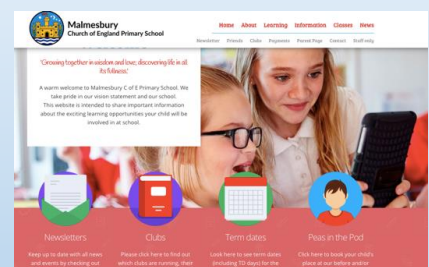 Malmesbury
Church of England Primary School
Home About Learning Information Classes News
Newsletter Friends Clubs Payments Parent Page Contact Staff only
'Growing together in wisdom and love; discovering life in all
its fullness.'
A warm welcome to Malmesbury C of E Primary School. We
take pride in our vision statement and our school.
This website is intended to share important information
about the exciting learning opportunities your child will be
involved in at school.
Newsletters
Clubs
Term dates
Peas in the Pod
Keep up to date with all news
and events by checking out
Please click here to find out
which clubs are running, their
Look here to see term dates
(including TD days) for the
Click here to book your child's
place at our before and/or